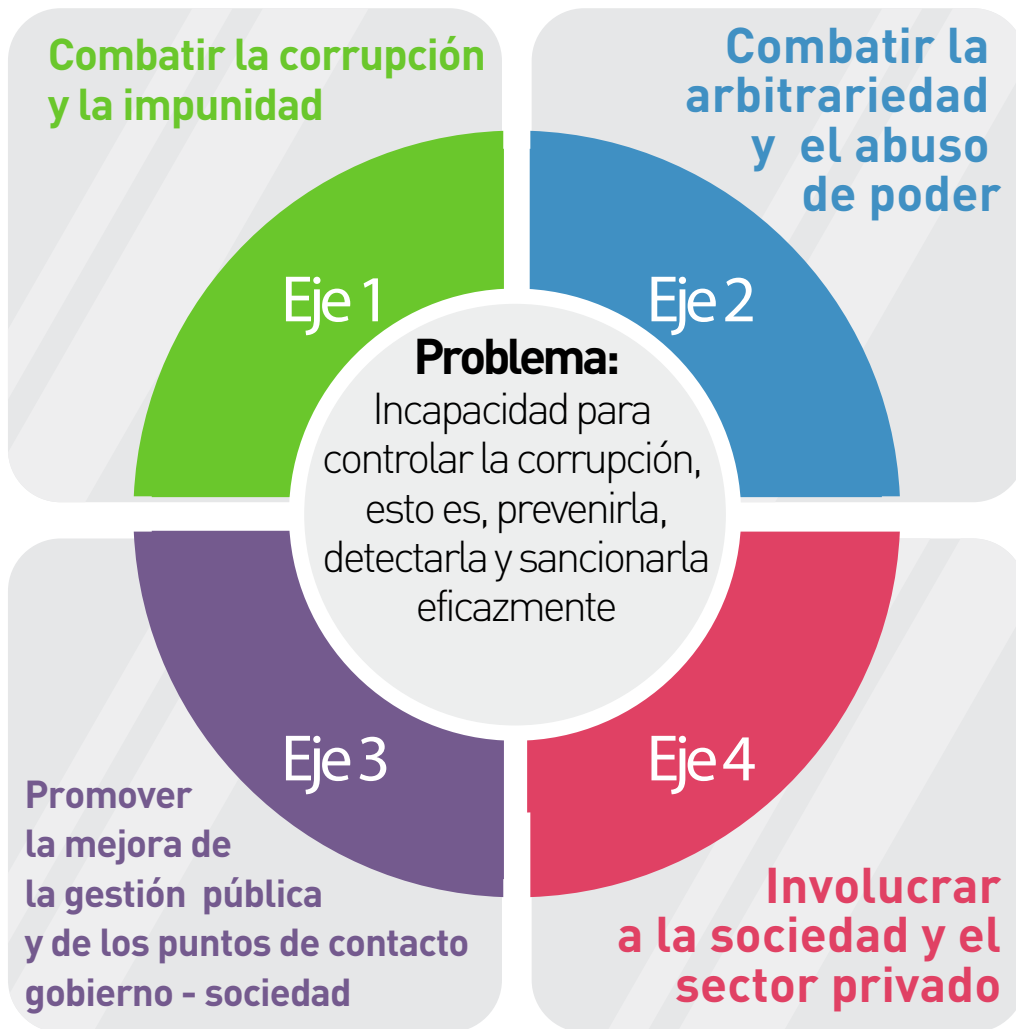 Combatir la corrupción
y la impunidad
Combatir la
arbitrariedad
y el abuso
de poder
Eje 1
Eje 2
Problema:
Incapacidad para
controlar la corrupción,
esto es, prevenirla,
detectarla y sancionarla
eficazmente
Eje 3
Eje 4
Promover
la mejora de
la gestión pública
y de los puntos de contacto
gobierno - sociedad
Involucrar
a la sociedad y el
sector privado